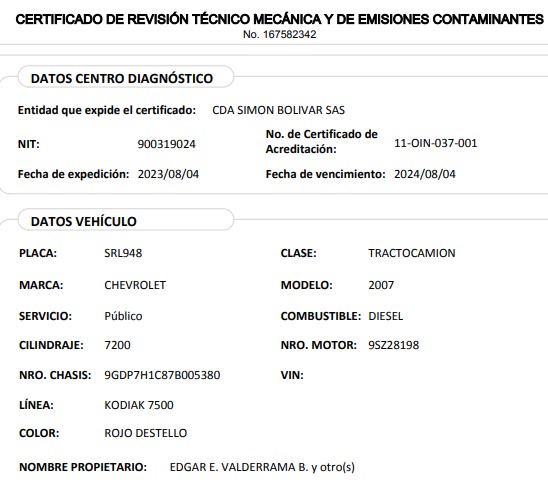 CERTIFICADO DE REVISIÓN TÉCNICO MECÁNICA Y DE EMISIONES CONTAMINANTES
No. 167582342
DATOS CENTRO DIAGNÓSTICO
Entidad que expide el certificado: CDA SIMON BOLIVAR SAS
NIT: 900319024 No. de Certificado de Acreditación: 11-OIN-037-001
Fecha de expedición: 2023/08/04 Fecha de vencimiento: 2024/08/04
DATOS VEHÍCULO
PLACA: SRL948 CLASE: TRACTOCAMION
MARCA: CHEVROLET MODELO: 2007
SERVICIO: Público COMBUSTIBLE: DIESEL
CILINDRAJE: 7200 NRO. MOTOR: 9SZ28198
NRO. CHASIS: 9GDP7H1C87B005380 VIN:
LÍNEA: KODIAK 7500
COLOR: ROJO DESTELLO
NOMBRE PROPIETARIO: EDGAR E. VALDERRAMA B. y otro(s)